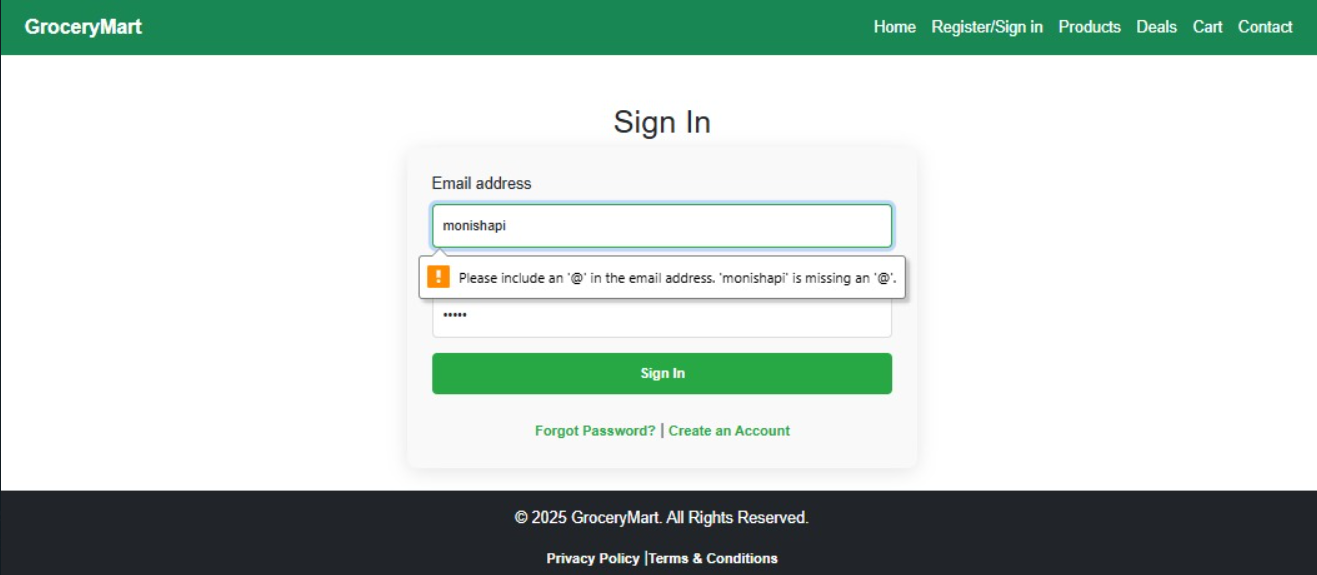 GroceryMart Home Register/Sign in Products Deals Cart Contact
Sign In
Email address
monishapi
! Please include an '@' in the email address. 'monishapi' is missing an '@'.
•••••
Sign In
Forgot Password? | Create an Account
© 2025 GroceryMart. All Rights Reserved.
Privacy Policy |Terms & Conditions